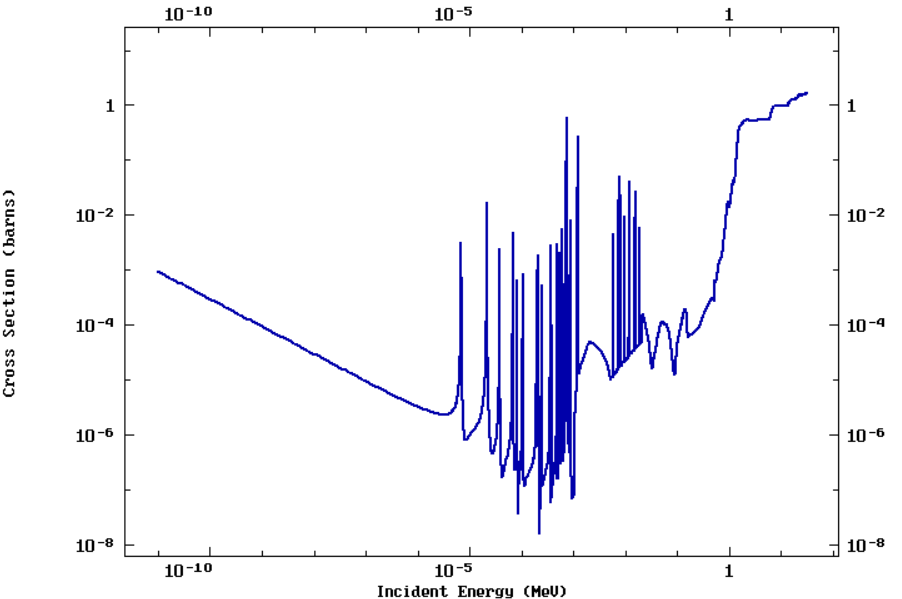 10-10 10-5 1
1 1
10-2 10-2
10-4 10-4
10-6 10-6
10-8 10-8
10-10 10-5 1
Cross Section (barns)
Incident Energy (MeV)